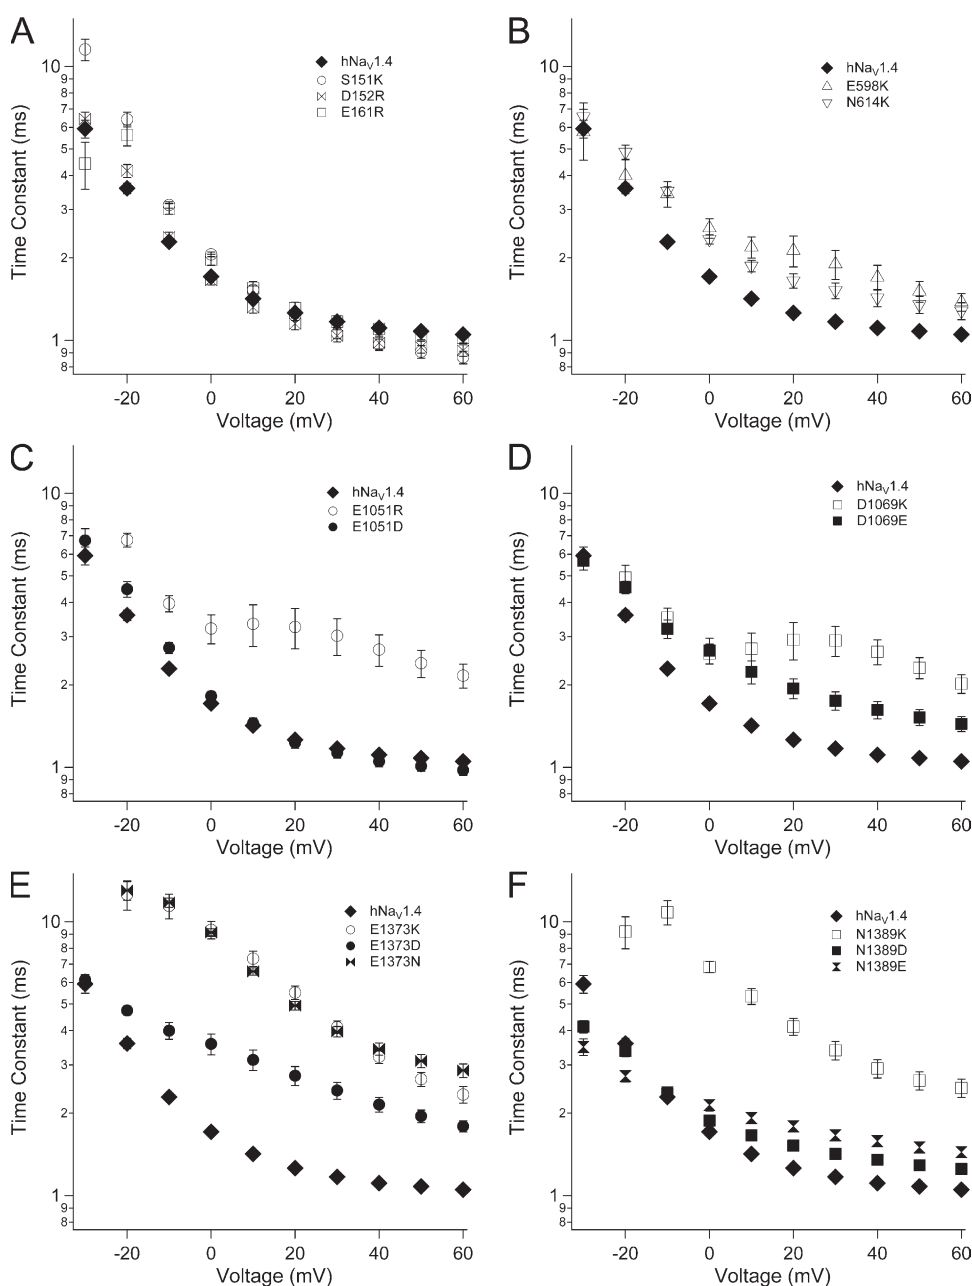 A
B
10
9
8
7
6
5
4
3
2
1
9
8
Time Constant (ms)
hNaV1.4
S151K
D152R
E161R
-20
0
20
40
60
Voltage (mV)
10
9
8
7
6
5
4
3
2
1
9
8
Time Constant (ms)
hNaV1.4
E598K
N614K
-20
0
20
40
60
Voltage (mV)
C
D
10
9
8
7
6
5
4
3
2
1
9
8
Time Constant (ms)
hNaV1.4
E1051R
E1051D
-20
0
20
40
60
Voltage (mV)
10
9
8
7
6
5
4
3
2
1
9
8
Time Constant (ms)
hNaV1.4
D1069K
D1069E
-20
0
20
40
60
Voltage (mV)
E
F
10
9
8
7
6
5
4
3
2
1
9
8
Time Constant (ms)
hNaV1.4
E1373K
E1373D
E1373N
-20
0
20
40
60
Voltage (mV)
10
9
8
7
6
5
4
3
2
1
9
8
Time Constant (ms)
hNaV1.4
N1389K
N1389D
N1389E
-20
0
20
40
60
Voltage (mV)